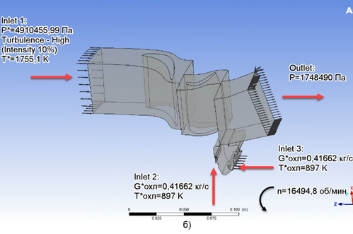 A
Inlet 1:
P*=4910455,99 Па
Turbulence - High
(Intensity 10%)
T*=1755,1 K
Outlet:
P=1748490 Па
Inlet 3:
G*охл=0,41662 кг/с
T*охл=897 K
Inlet 2:
G*охл=0,41662 кг/с
T*охл=897 K
n=16494,8 об/мин,
Z
б)